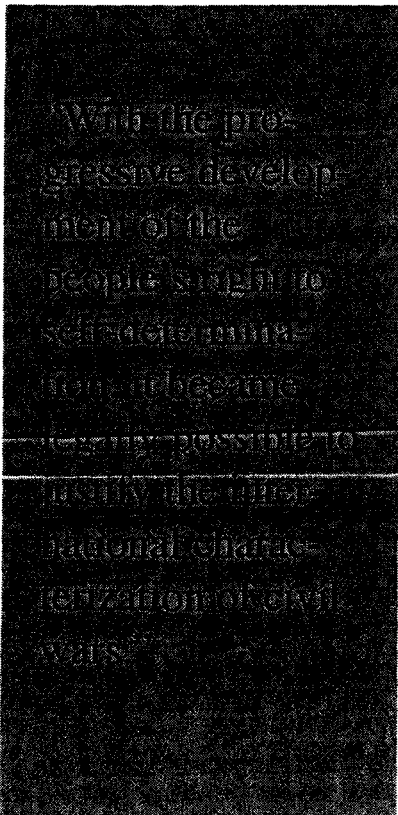 "With the pro-
gressive develop-
ment of the
people's right to
self-determina-
tion it became
legally possible to
justify the inter-
national charac-
terization of civil
wars"